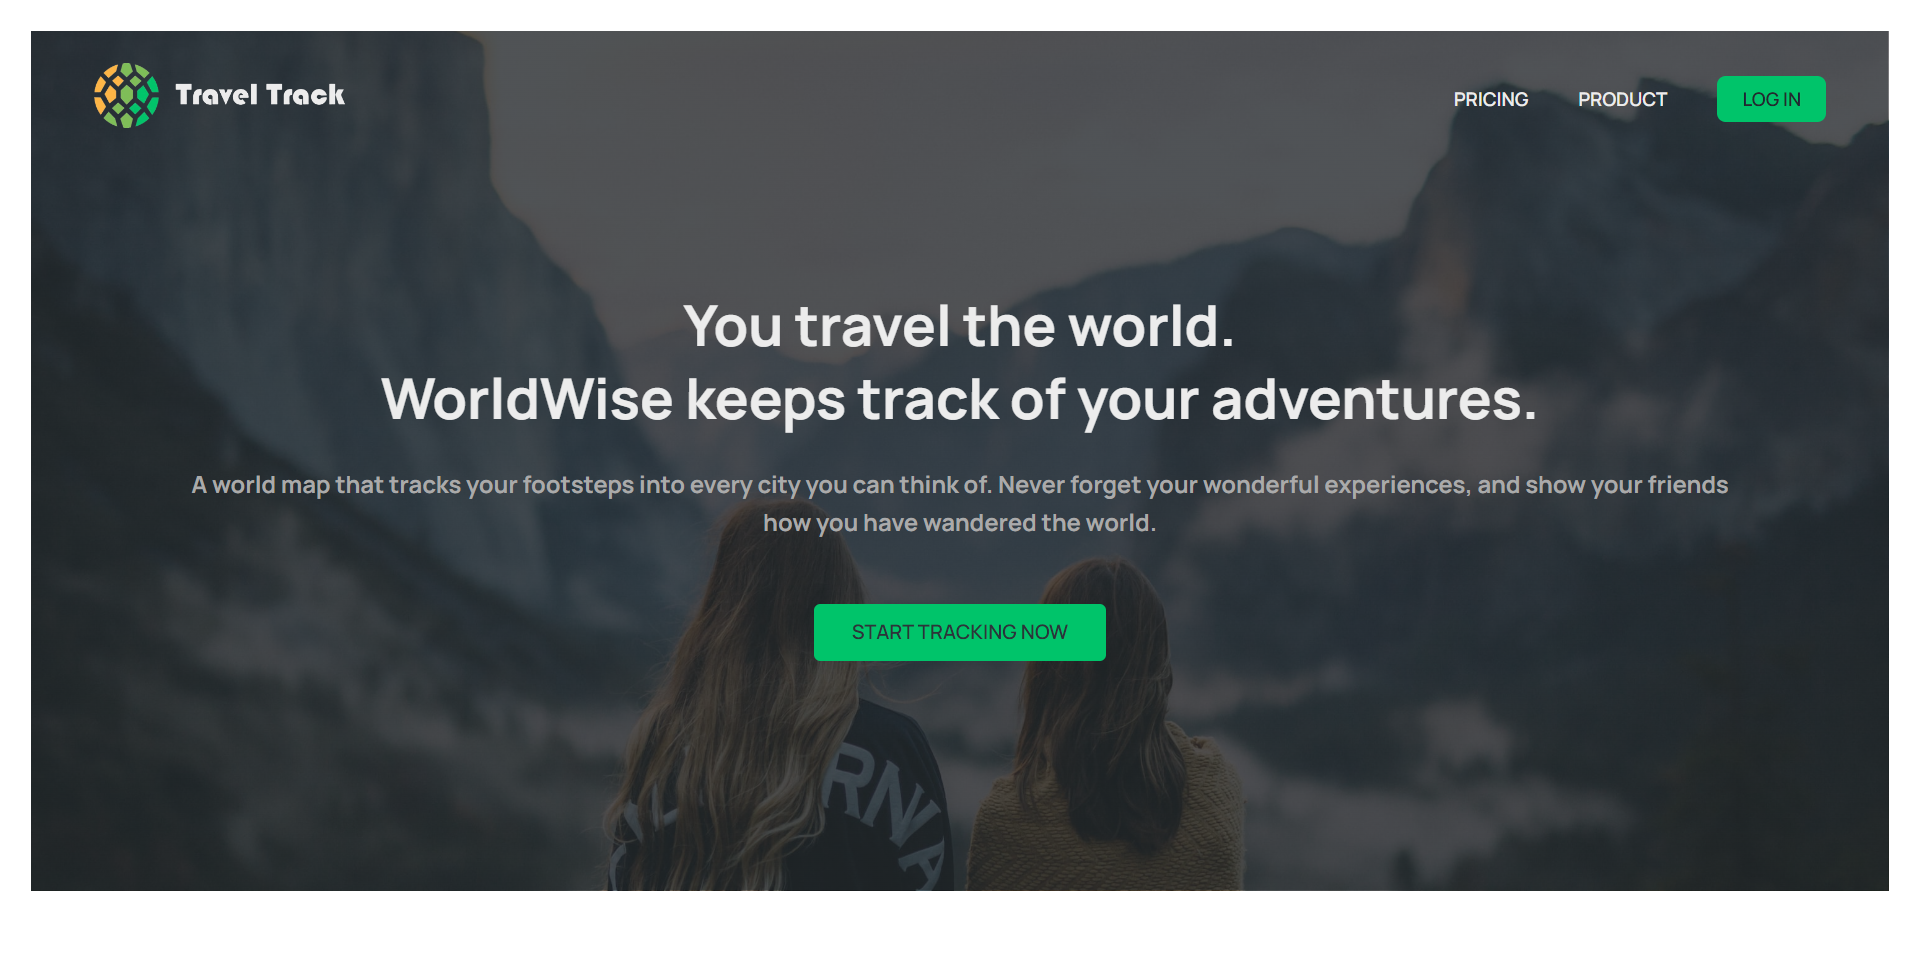 Travel Track
PRICING
PRODUCT
LOG IN
You travel the world.
WorldWise keeps track of your adventures.
A world map that tracks your footsteps into every city you can think of. Never forget your wonderful experiences, and show your friends
how you have wandered the world.
START TRACKING NOW
RNA